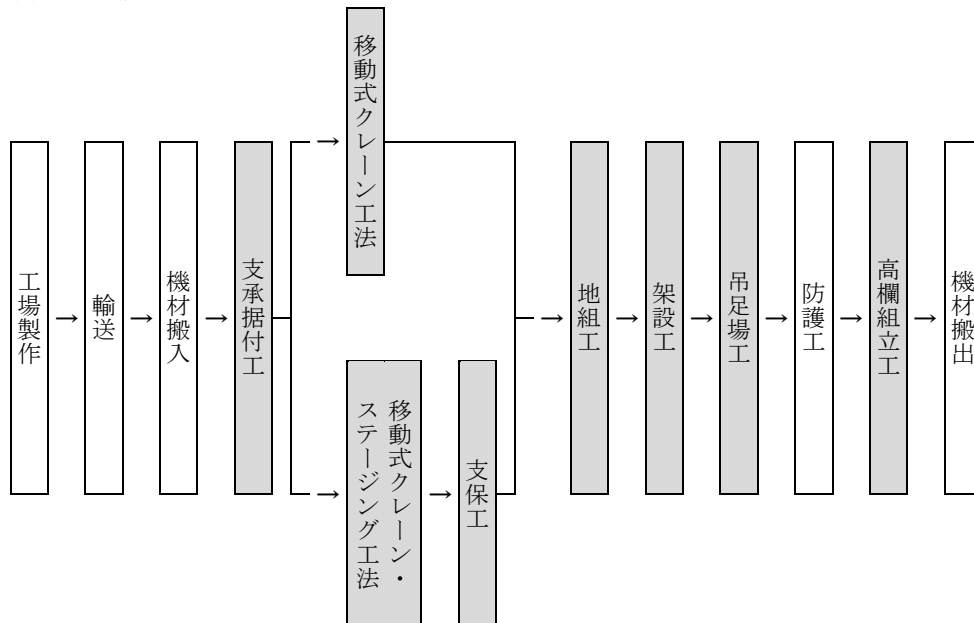 工場製作
→
輸送
→
機材搬入
→
支承据付工
→
移動式クレーン工法
→
移動式クレーン・
ステージング工法
→
支保工
→
地組工
→
架設工
→
吊足場工
→
防護工
→
高欄組立工
→
機材搬出